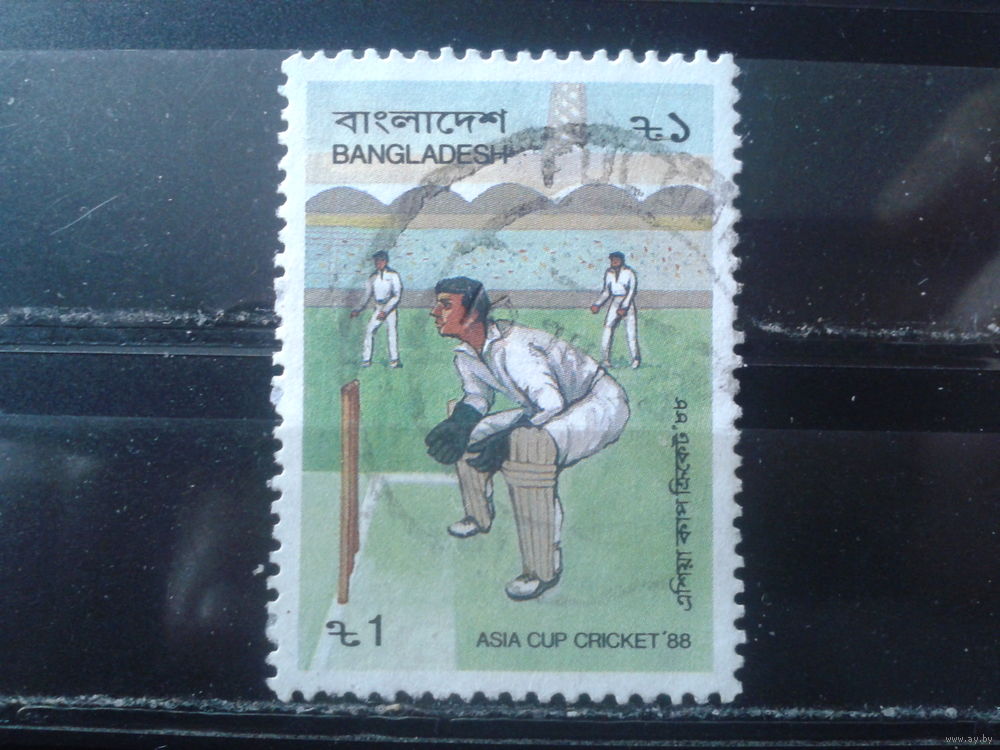 বাংলাদেশ ৳১
BANGLADESH
এশিয়া কাপ ক্রিকেট'৮৮
৳1
ASIA CUP CRICKET '88
www.ay.by